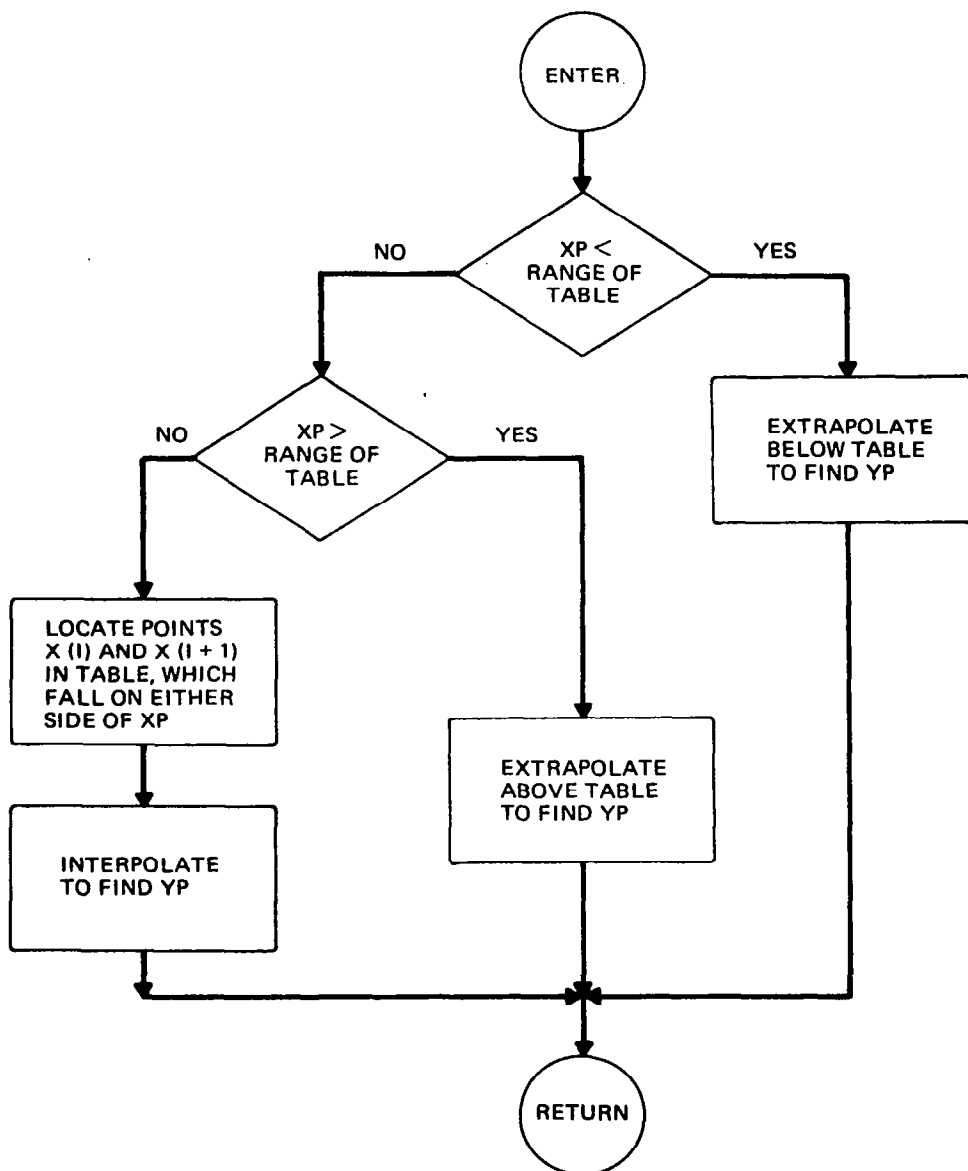 ENTER
XP <
RANGE OF
TABLE
NO
YES
XP >
RANGE OF
TABLE
NO
YES
EXTRAPOLATE
BELOW TABLE
TO FIND YP
LOCATE POINTS
X (I) AND X (I + 1)
IN TABLE, WHICH
FALL ON EITHER
SIDE OF XP
EXTRAPOLATE
ABOVE TABLE
TO FIND YP
INTERPOLATE
TO FIND YP
RETURN